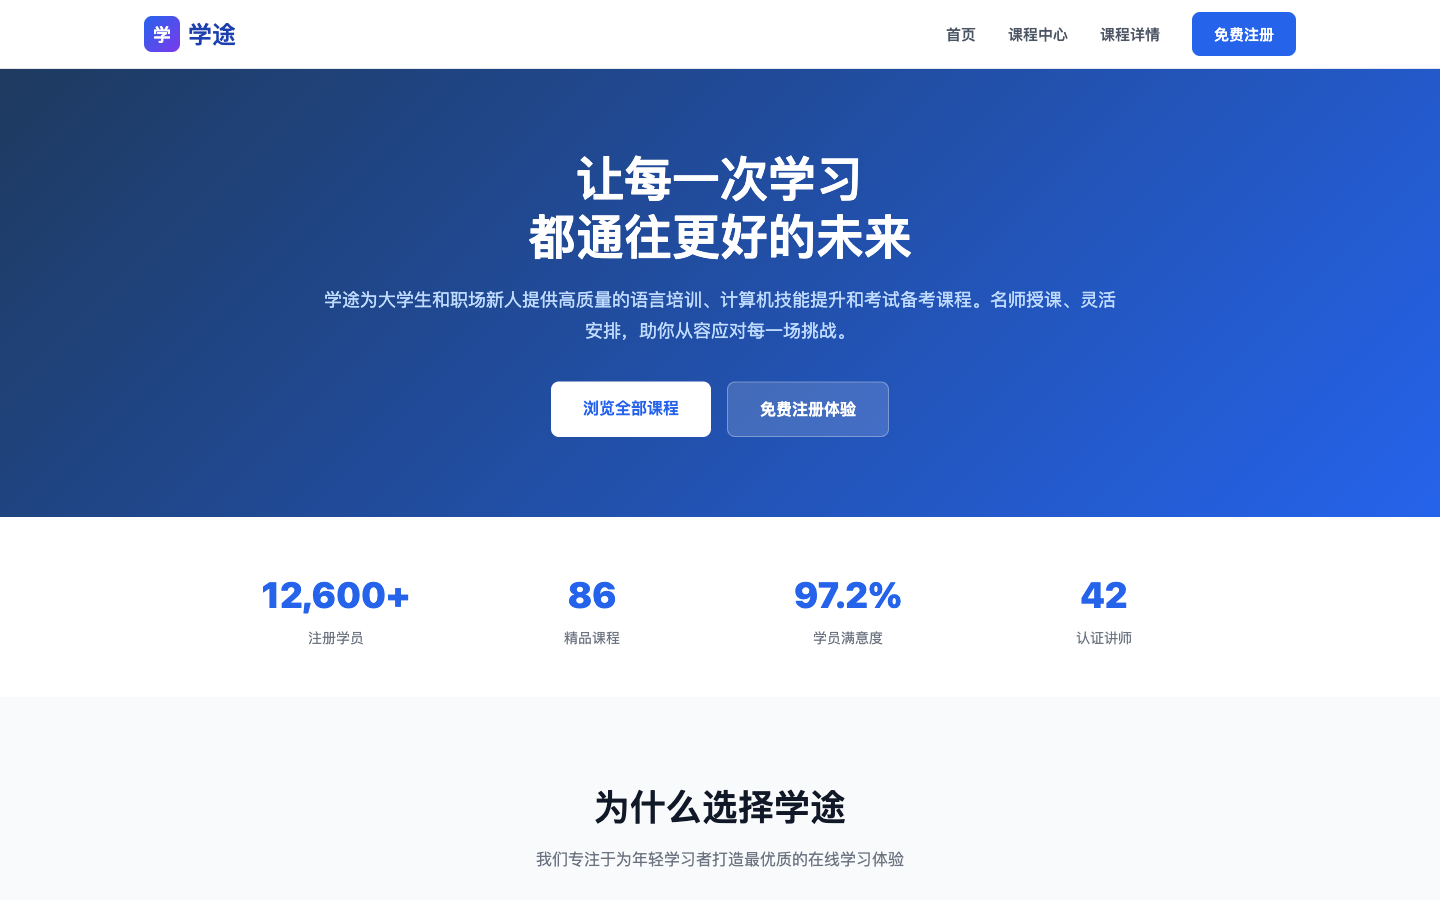 学 学途
首页 课程中心 课程详情 免费注册
让每一次学习
都通往更好的未来
学途为大学生和职场新人提供高质量的语言培训、计算机技能提升和考试备考课程。名师授课、灵活
安排，助你从容应对每一场挑战。
浏览全部课程 免费注册体验
12,600+ 86 97.2% 42
注册学员 精品课程 学员满意度 认证讲师
为什么选择学途
我们专注于为年轻学习者打造最优质的在线学习体验